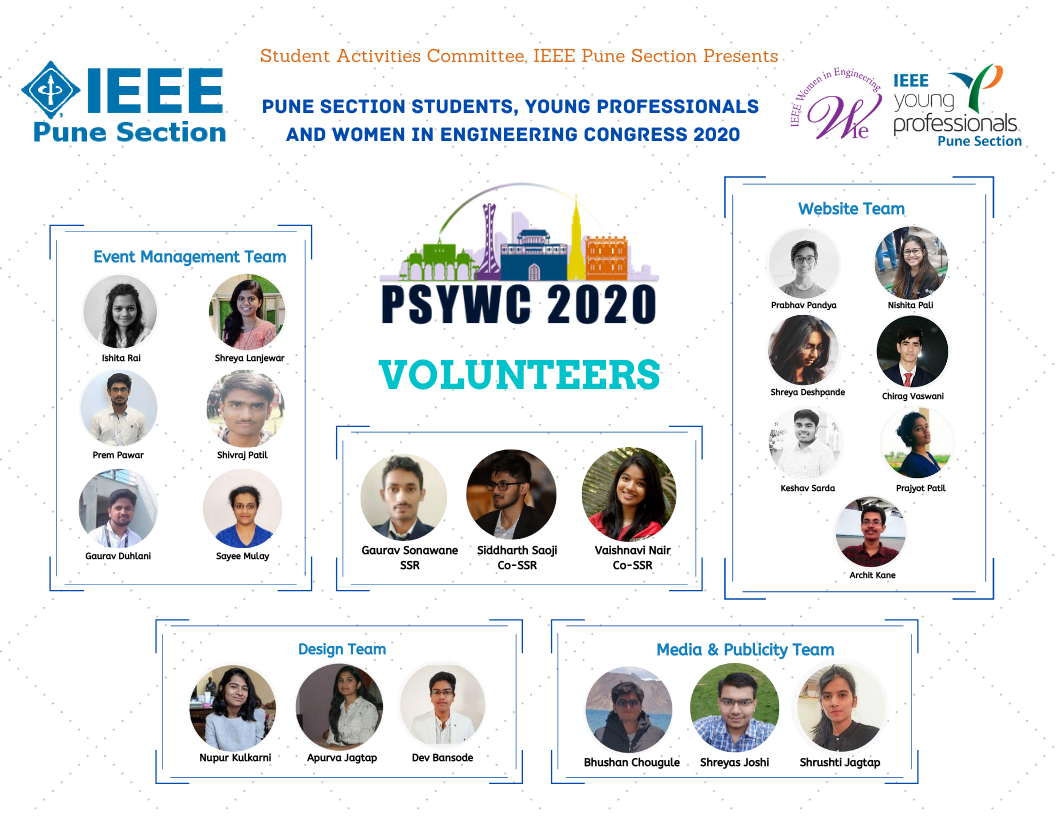 Student Activities Committee, IEEE Pune Section Presents
IEEE
Pune Section
PUNE SECTION STUDENTS, YOUNG PROFESSIONALS
AND WOMEN IN ENGINEERING CONGRESS 2020
IEEE Women in Engineering
Wie
IEEE
young
professionals
Pune Section
PSYWC 2020
VOLUNTEERS
Event Management Team
Ishita Rai
Shreya Lanjewar
Prem Pawar
Shivraj Patil
Gaurav Duhlani
Sayee Mulay
Gaurav Sonawane
SSR
Siddharth Saoji
Co-SSR
Vaishnavi Nair
Co-SSR
Website Team
Prabhav Pandya
Nishita Pali
Shreya Deshpande
Chirag Vaswani
Keshav Sarda
Prajyot Patil
Archit Kane
Design Team
Nupur Kulkarni
Apurva Jagtap
Dev Bansode
Media & Publicity Team
Bhushan Chougule
Shreyas Joshi
Shrushti Jagtap